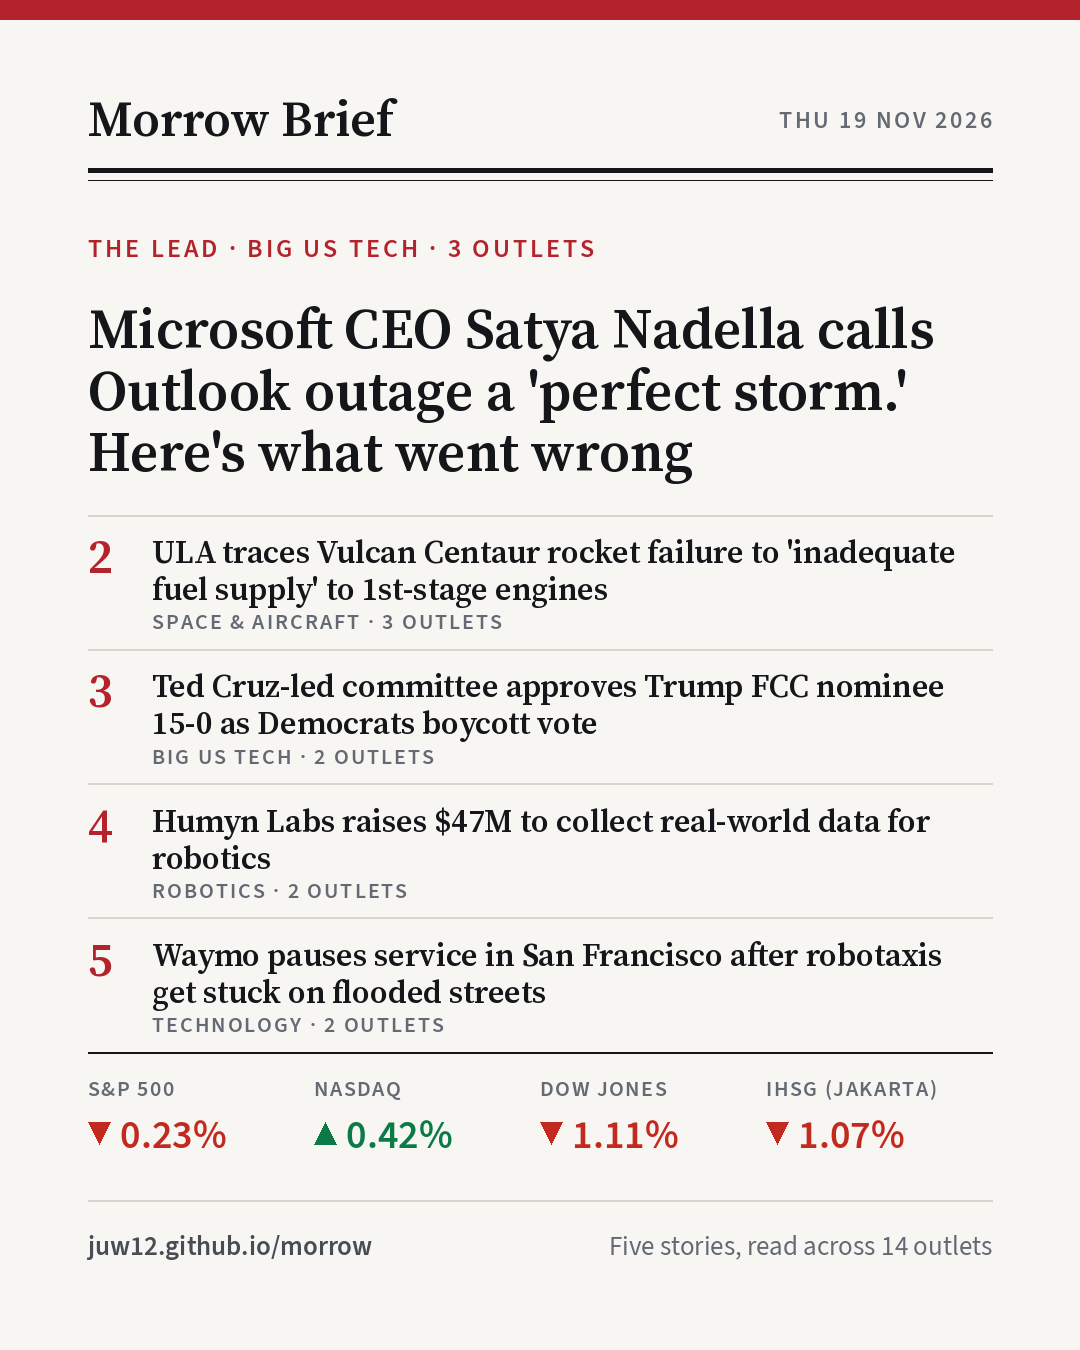 Morrow Brief
THU 19 NOV 2026
THE LEAD · BIG US TECH · 3 OUTLETS
Microsoft CEO Satya Nadella calls
Outlook outage a 'perfect storm.'
Here's what went wrong
2
ULA traces Vulcan Centaur rocket failure to 'inadequate
fuel supply' to 1st-stage engines
SPACE & AIRCRAFT · 3 OUTLETS
3
Ted Cruz-led committee approves Trump FCC nominee
15-0 as Democrats boycott vote
BIG US TECH · 2 OUTLETS
4
Humyn Labs raises $47M to collect real-world data for
robotics
ROBOTICS · 2 OUTLETS
5
Waymo pauses service in San Francisco after robotaxis
get stuck on flooded streets
TECHNOLOGY · 2 OUTLETS
S&P 500
▼ 0.23%
NASDAQ
▲ 0.42%
DOW JONES
▼ 1.11%
IHSG (JAKARTA)
▼ 1.07%
juw12.github.io/morrow
Five stories, read across 14 outlets